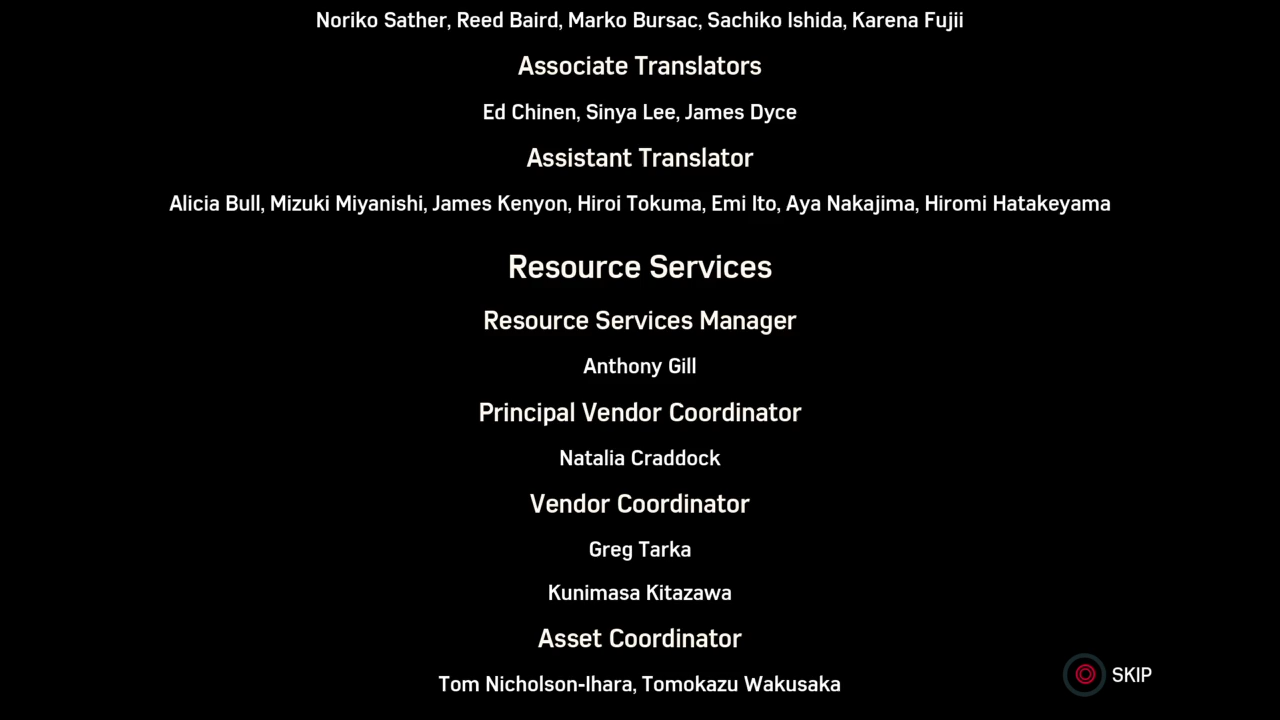 Noriko Sather, Reed Baird, Marko Bursac, Sachiko Ishida, Karena Fujii
Associate Translators
Ed Chinen, Sinya Lee, James Dyce
Assistant Translator
Alicia Bull, Mizuki Miyanishi, James Kenyon, Hiroi Tokuma, Emi Ito, Aya Nakajima, Hiromi Hatakeyama
Resource Services
Resource Services Manager
Anthony Gill
Principal Vendor Coordinator
Natalia Craddock
Vendor Coordinator
Greg Tarka
Kunimasa Kitazawa
Asset Coordinator
Tom Nicholson-Ihara, Tomokazu Wakusaka
SKIP